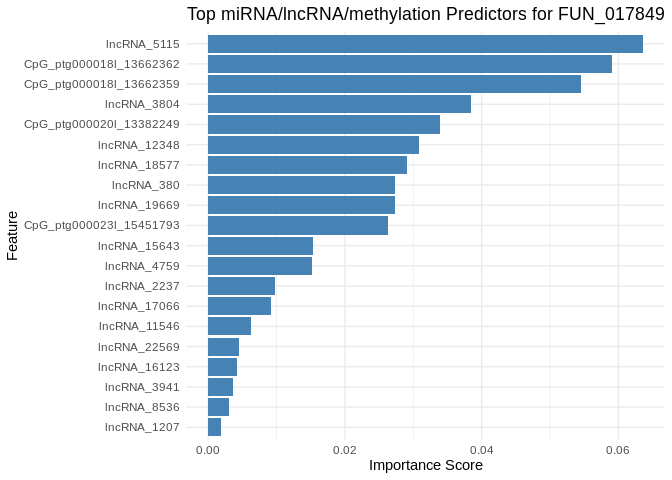 Top miRNA/lncRNA/methylation Predictors for FUN_017849
Feature
lncRNA_5115
CpG_ptg000018l_13662362
CpG_ptg000018l_13662359
lncRNA_3804
CpG_ptg000020l_13382249
lncRNA_12348
lncRNA_18577
lncRNA_380
lncRNA_19669
CpG_ptg000023l_15451793
lncRNA_15643
lncRNA_4759
lncRNA_2237
lncRNA_17066
lncRNA_11546
lncRNA_22569
lncRNA_16123
lncRNA_3941
lncRNA_8536
lncRNA_1207
0.00 0.02 0.04 0.06
Importance Score